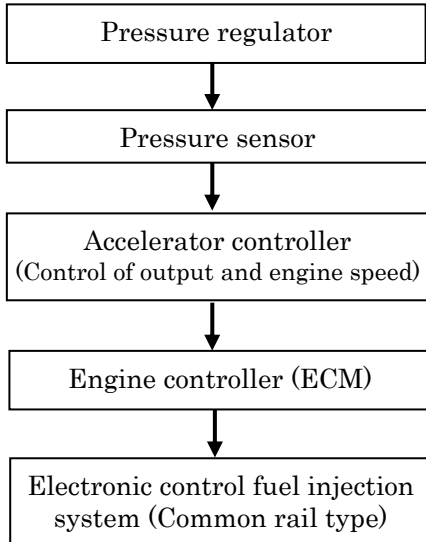 Pressure regulator
Pressure sensor
Accelerator controller
(Control of output and engine speed)
Engine controller (ECM)
Electronic control fuel injection
system (Common rail type)